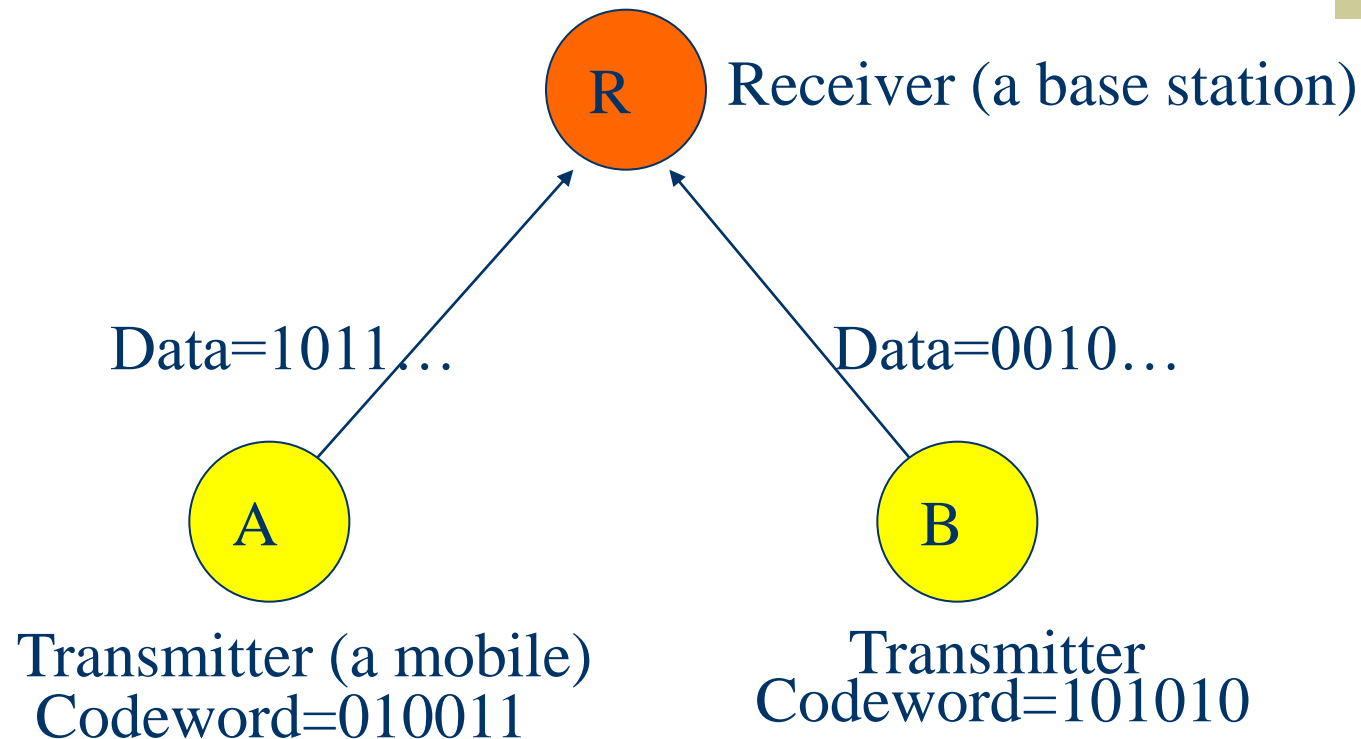 R
Receiver (a base station)
Data=1011…
Data=0010…
A
B
Transmitter (a mobile)
Codeword=010011
Transmitter
Codeword=101010